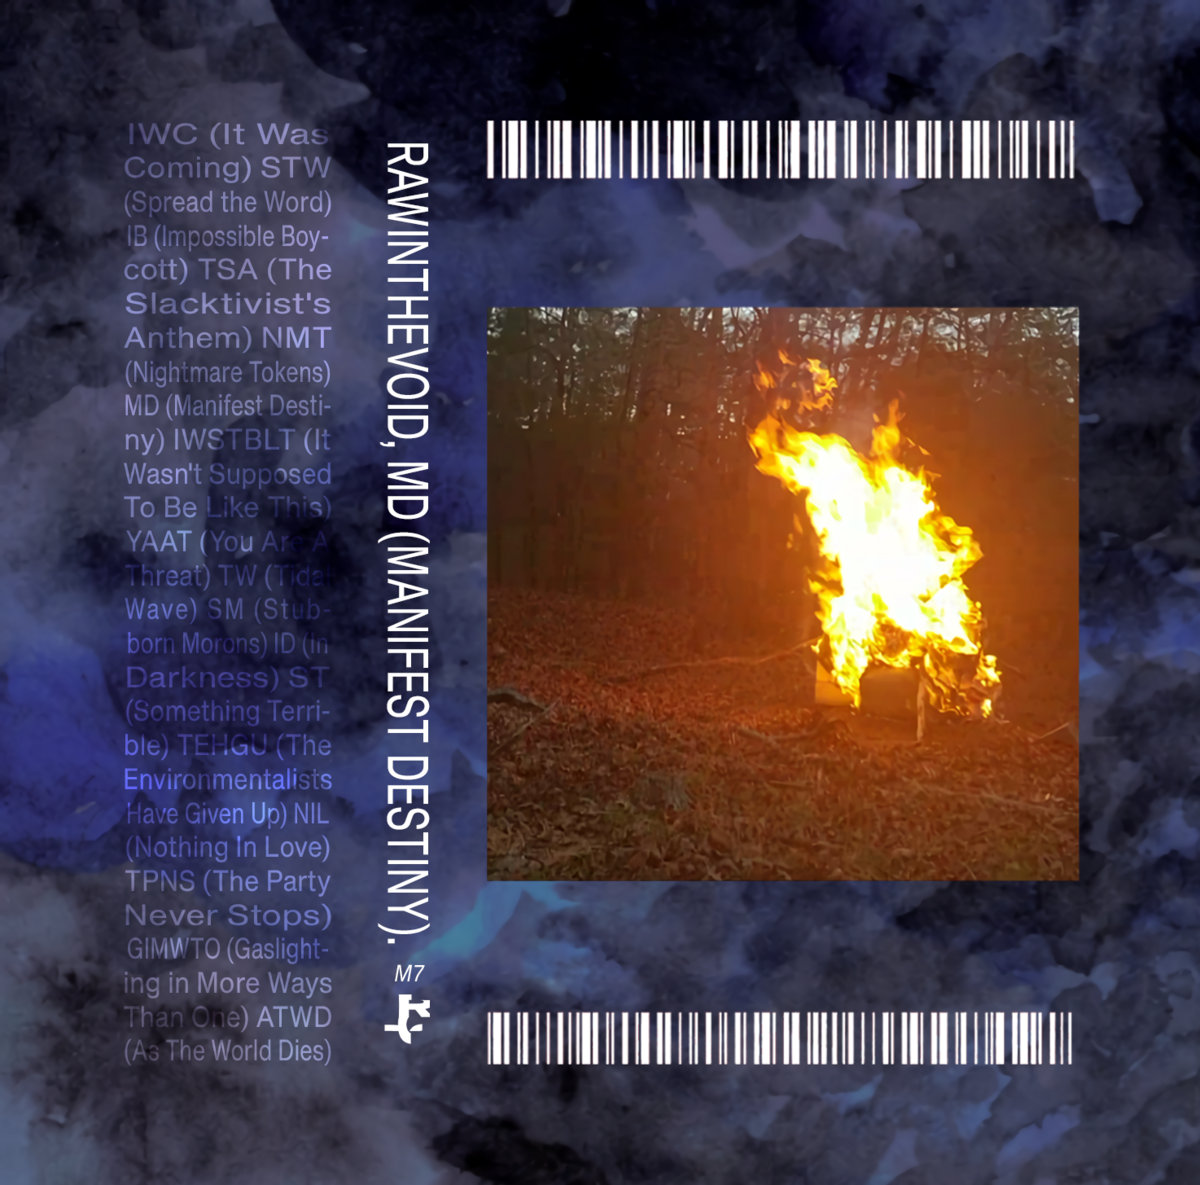 IWC (It Was
Coming) STW
(Spread the Word)
IB (Impossible Boy-
cott) TSA (The
Slacktivist's
Anthem) NMT
(Nightmare Tokens)
MD (Manifest Desti-
ny) IWSTBLT (It
Wasn't Supposed
To Be Like This)
YAAT (You Are A
Threat) TW (Tidal
Wave) SM (Stub-
born Morons) ID (in
Darkness) ST
(Something Terri-
ble) TEHGU (The
Environmentalists
Have Given Up) NIL
(Nothing In Love)
TPNS (The Party
Never Stops)
GIMWTO (Gaslight-
ing in More Ways
Than One) ATWD
(As The World Dies)
RAWINTHEVOID, MD (MANIFEST DESTINY).
M7